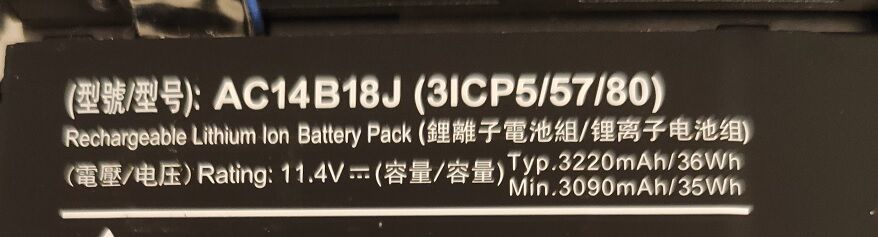 (型號/型号): AC14B18J (3ICP5/57/80)
Rechargeable Lithium Ion Battery Pack (鋰離子電池組/锂离子电池组)
(電壓/电压) Rating: 11.4V⎓(容量/容量) Typ.3220mAh/36Wh
Min.3090mAh/35Wh